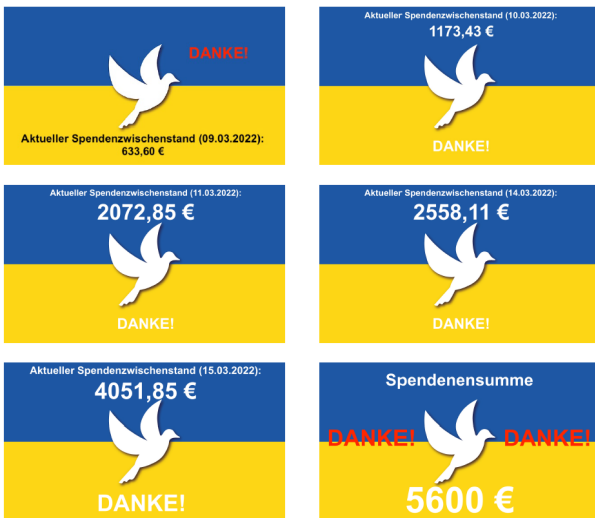 DANKE!
Aktueller Spendenzwischenstand (09.03.2022):
633,60 €
Aktueller Spendenzwischenstand (10.03.2022):
1173,43 €
DANKE!
Aktueller Spendenzwischenstand (11.03.2022):
2072,85 €
DANKE!
Aktueller Spendenzwischenstand (14.03.2022):
2558,11 €
DANKE!
Aktueller Spendenzwischenstand (15.03.2022):
4051,85 €
DANKE!
Spendenensumme
DANKE! DANKE!
5600 €